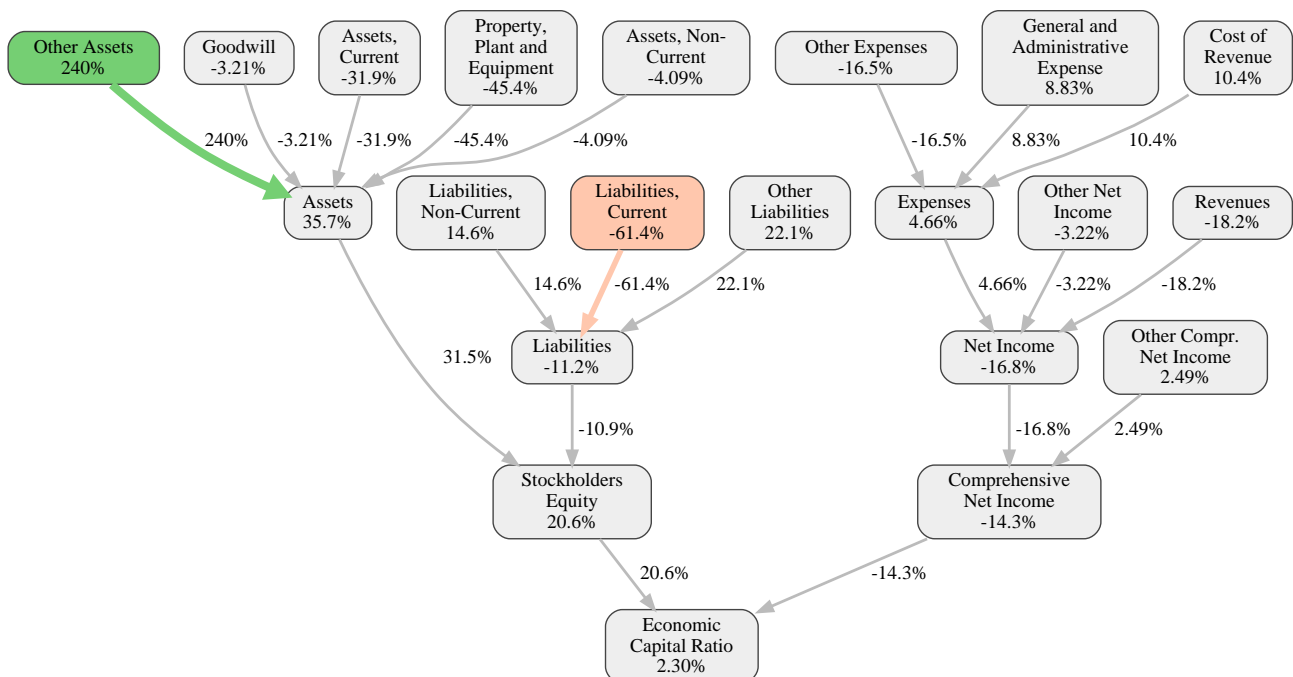 Other Assets
240%
Goodwill
-3.21%
Assets,
Current
-31.9%
Property,
Plant and
Equipment
-45.4%
Assets, Non-
Current
-4.09%
Other Expenses
-16.5%
General and
Administrative
Expense
8.83%
Cost of
Revenue
10.4%
240%
-3.21%
-31.9%
-45.4%
-4.09%
-16.5%
8.83%
10.4%
Assets
35.7%
Liabilities,
Non-Current
14.6%
Liabilities,
Current
-61.4%
Other
Liabilities
22.1%
Expenses
4.66%
Other Net
Income
-3.22%
Revenues
-18.2%
14.6%
-61.4%
22.1%
4.66%
-3.22%
-18.2%
31.5%
Liabilities
-11.2%
Net Income
-16.8%
Other Compr.
Net Income
2.49%
-10.9%
-16.8%
2.49%
Stockholders
Equity
20.6%
Comprehensive
Net Income
-14.3%
20.6%
-14.3%
Economic
Capital Ratio
2.30%